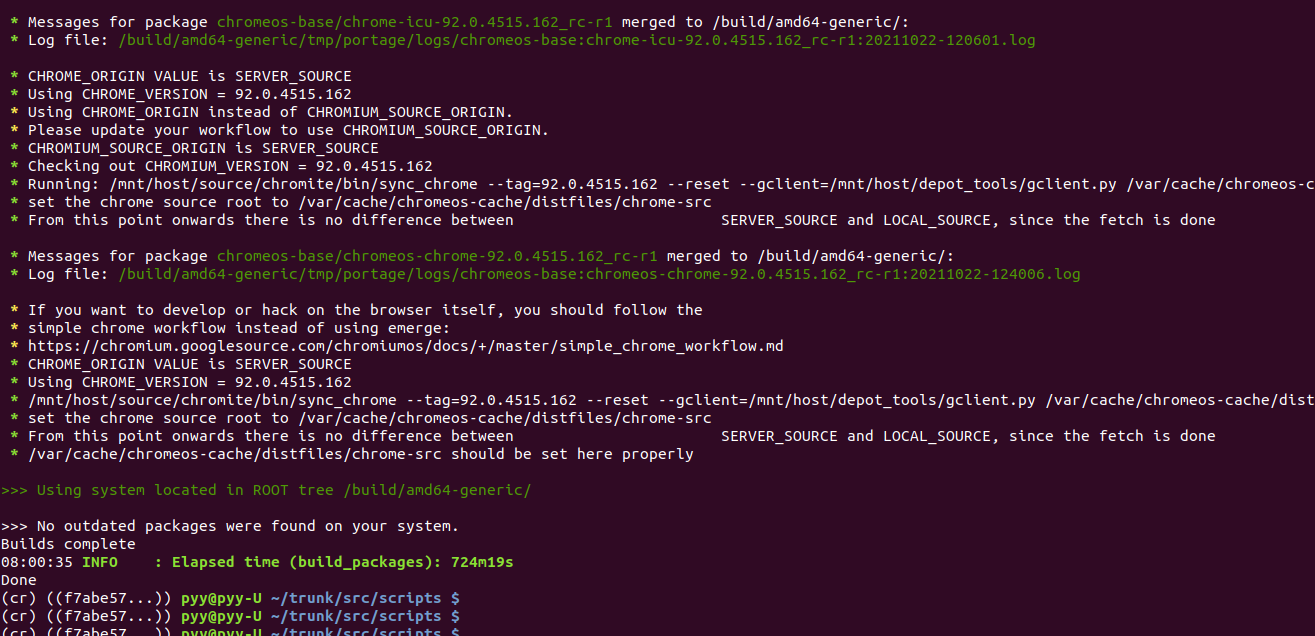 * Messages for package chromeos-base/chrome-icu-92.0.4515.162_rc-r1 merged to /build/amd64-generic/:
* Log file: /build/amd64-generic/tmp/portage/logs/chromeos-base:chrome-icu-92.0.4515.162_rc-r1:20211022-120601.log
* CHROME_ORIGIN VALUE is SERVER_SOURCE
* Using CHROME_VERSION = 92.0.4515.162
* Using CHROME_ORIGIN instead of CHROMIUM_SOURCE_ORIGIN.
* Please update your workflow to use CHROMIUM_SOURCE_ORIGIN.
* CHROMIUM_SOURCE_ORIGIN is SERVER_SOURCE
* Checking out CHROMIUM_VERSION = 92.0.4515.162
* Running: /mnt/host/source/chromite/bin/sync_chrome --tag=92.0.4515.162 --reset --gclient=/mnt/host/depot_tools/gclient.py /var/cache/chromeos-c
* set the chrome source root to /var/cache/chromeos-cache/distfiles/chrome-src
* From this point onwards there is no difference between                       SERVER_SOURCE and LOCAL_SOURCE, since the fetch is done
* Messages for package chromeos-base/chromeos-chrome-92.0.4515.162_rc-r1 merged to /build/amd64-generic/:
* Log file: /build/amd64-generic/tmp/portage/logs/chromeos-base:chromeos-chrome-92.0.4515.162_rc-r1:20211022-124006.log
* If you want to develop or hack on the browser itself, you should follow the
* simple chrome workflow instead of using emerge:
* https://chromium.googlesource.com/chromiumos/docs/+/master/simple_chrome_workflow.md
* CHROME_ORIGIN VALUE is SERVER_SOURCE
* Using CHROME_VERSION = 92.0.4515.162
* /mnt/host/source/chromite/bin/sync_chrome --tag=92.0.4515.162 --reset --gclient=/mnt/host/depot_tools/gclient.py /var/cache/chromeos-cache/dist
* set the chrome source root to /var/cache/chromeos-cache/distfiles/chrome-src
* From this point onwards there is no difference between                       SERVER_SOURCE and LOCAL_SOURCE, since the fetch is done
* /var/cache/chromeos-cache/distfiles/chrome-src should be set here properly
>>> Using system located in ROOT tree /build/amd64-generic/
>>> No outdated packages were found on your system.
Builds complete
08:00:35 INFO    : Elapsed time (build_packages): 724m19s
Done
(cr) ((f7abe57...)) pyy@pyy-U ~/trunk/src/scripts $
(cr) ((f7abe57...)) pyy@pyy-U ~/trunk/src/scripts $
(cr) ((f7abe57...)) pyy@pyy-U ~/trunk/src/scripts $